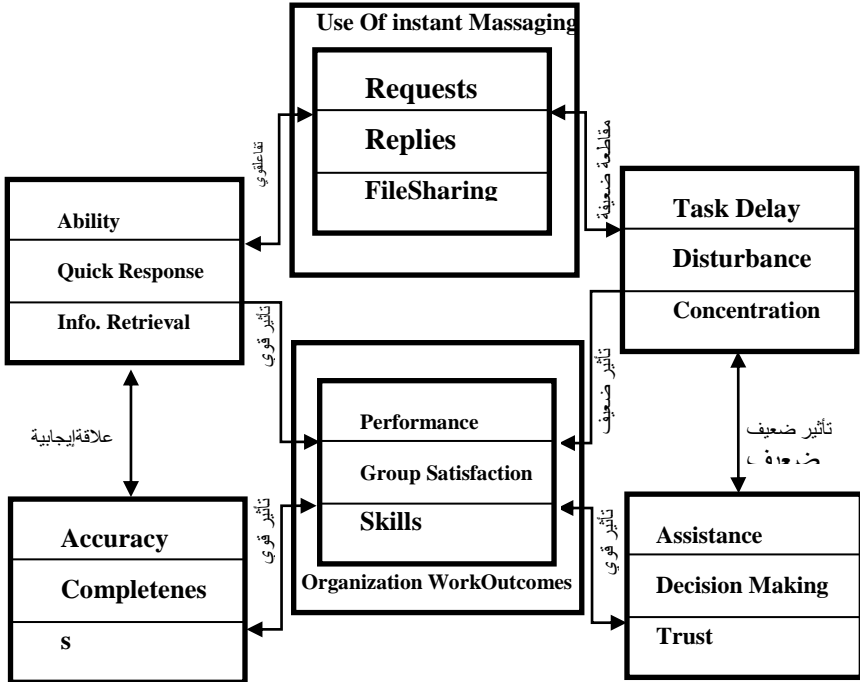 Use Of instant Massaging
Requests
Replies
FileSharing
تفاعلقوي
مقاطعة ضعيفة
Ability
Quick Response
Info. Retrieval
Task Delay
Disturbance
Concentration
تأثير قوي
تأثير ضعيف
Performance
Group Satisfaction
Skills
Organization WorkOutcomes
علاقةإيجابية
تأثير ضعيف
ضعيف
Accuracy
Completenes
s
تأثير قوي
تأثير قوي
Assistance
Decision Making
Trust